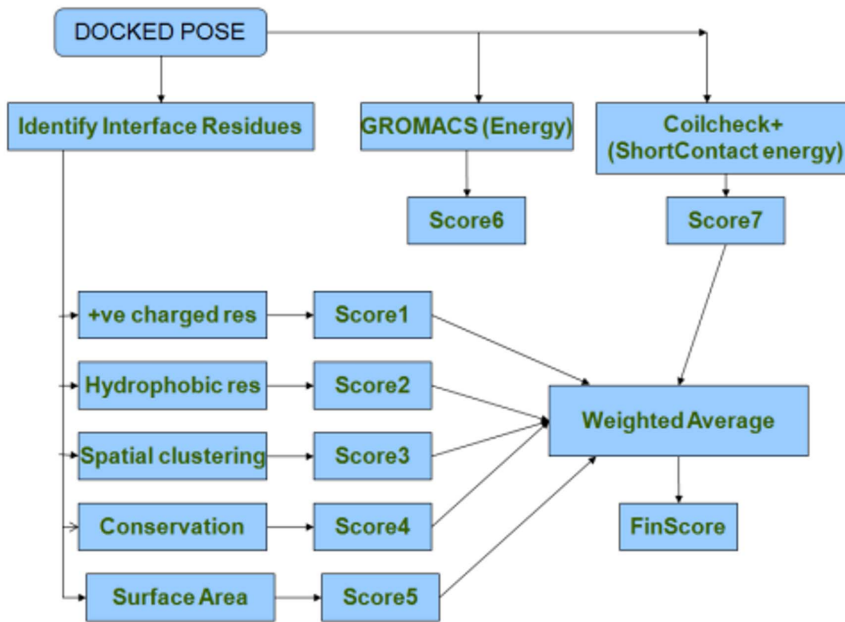 DOCKED POSE
Identify Interface Residues
GROMACS (Energy)
Coilcheck+
(ShortContact energy)
Score6
Score7
+ve charged res
Score1
Hydrophobic res
Score2
Weighted Average
Spatial clustering
Score3
Conservation
Score4
FinScore
Surface Area
Score5